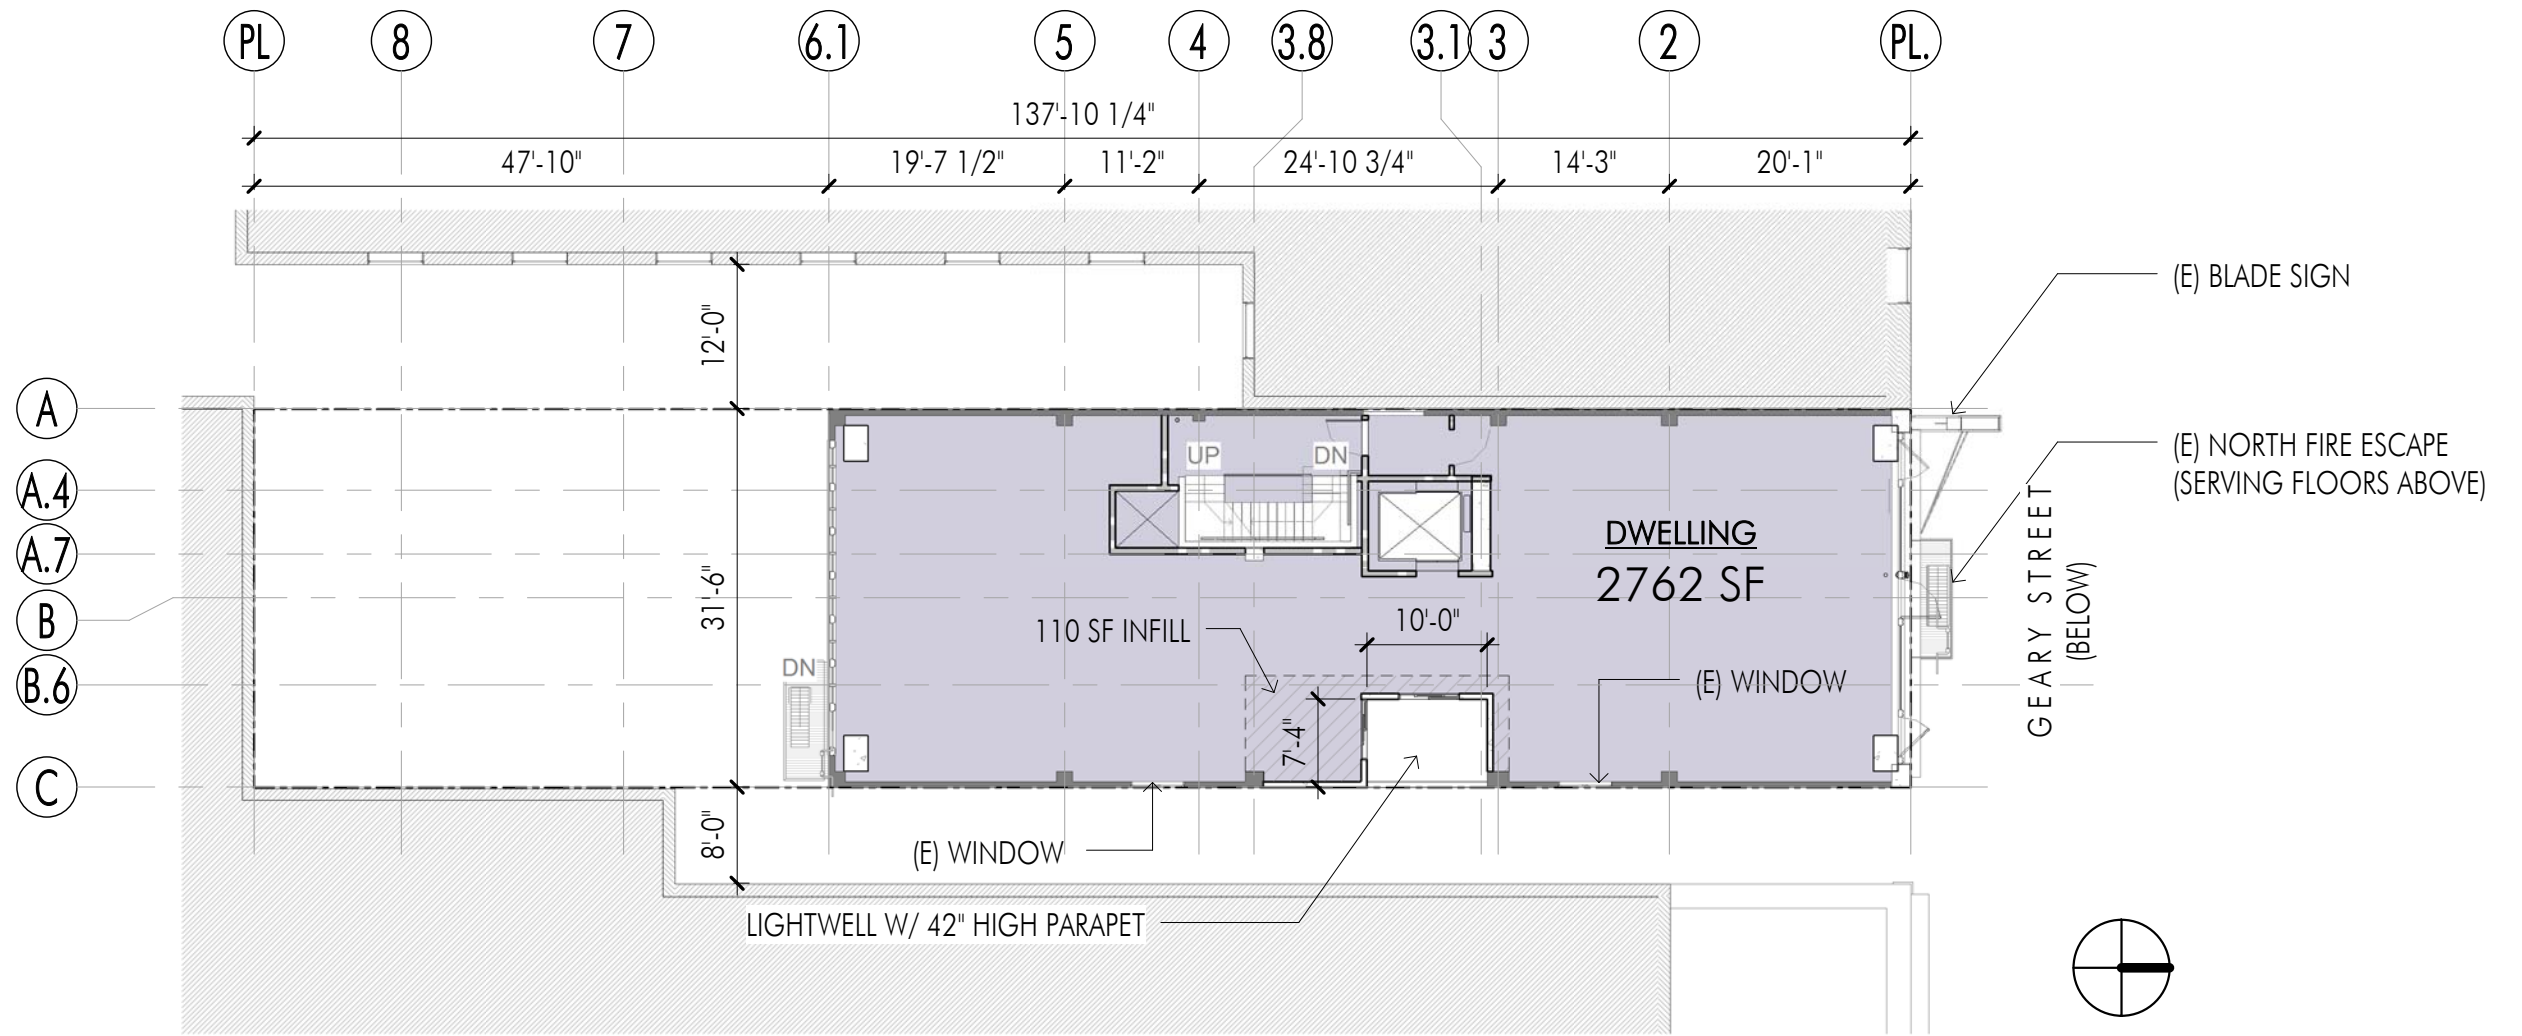 PL 8 7 6.1 5 4 3.8 3.1 3 2 PL.
137'-10 1/4"
47'-10" 19'-7 1/2" 11'-2" 24'-10 3/4" 14'-3" 20'-1"
(E) BLADE SIGN
12'-0"
A
(E) NORTH FIRE ESCAPE
(SERVING FLOORS ABOVE)
UP DN
A.4
DWELLING
A.7
2762 SF
31'-6"
B
110 SF INFILL
10'-0"
GEARY STREET
(BELOW)
DN
B.6
(E) WINDOW
7'-4"
C
8'-0"
(E) WINDOW
LIGHTWELL W/ 42" HIGH PARAPET